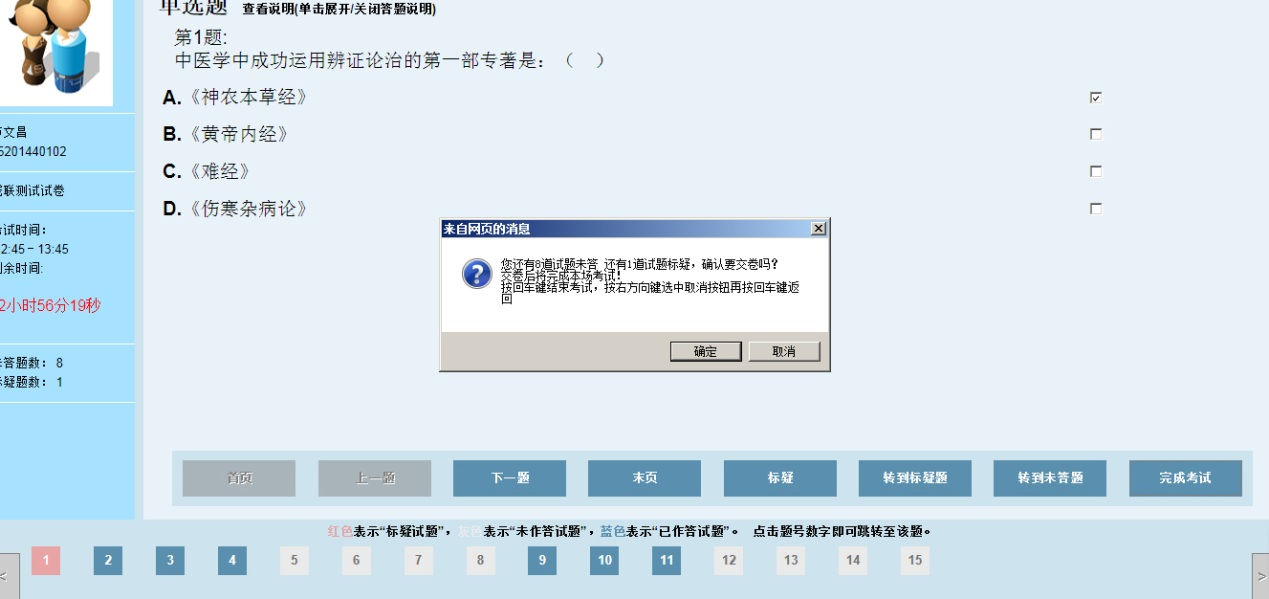 单选题 查看说明(单击展开/关闭答题说明)
第1题:
中医学中成功运用辨证论治的第一部专著是:( )
A.《神农本草经》
B.《黄帝内经》
C.《难经》
D.《伤寒杂病论》
文昌
5201440102
联测试试卷
试时间:
2:45 - 13:45
余时间:
2小时56分19秒
答题数: 8
疑题数: 1
来自网页的消息
您还有8道试题未答 还有1道试题标疑,确认要交卷吗?
交卷后将完成本场考试!
按回车键结束考试,按右方向键选中取消按钮再按回车键返
回
确定 取消
首页 上一题 下一题 末页 标疑 转到标疑题 转到未答题 完成考试
红色表示“标疑试题”,灰色表示“未作答试题”,蓝色表示“已作答试题”。 点击题号数字即可跳转至该题。
< 1 2 3 4 5 6 7 8 9 10 11 12 13 14 15 >